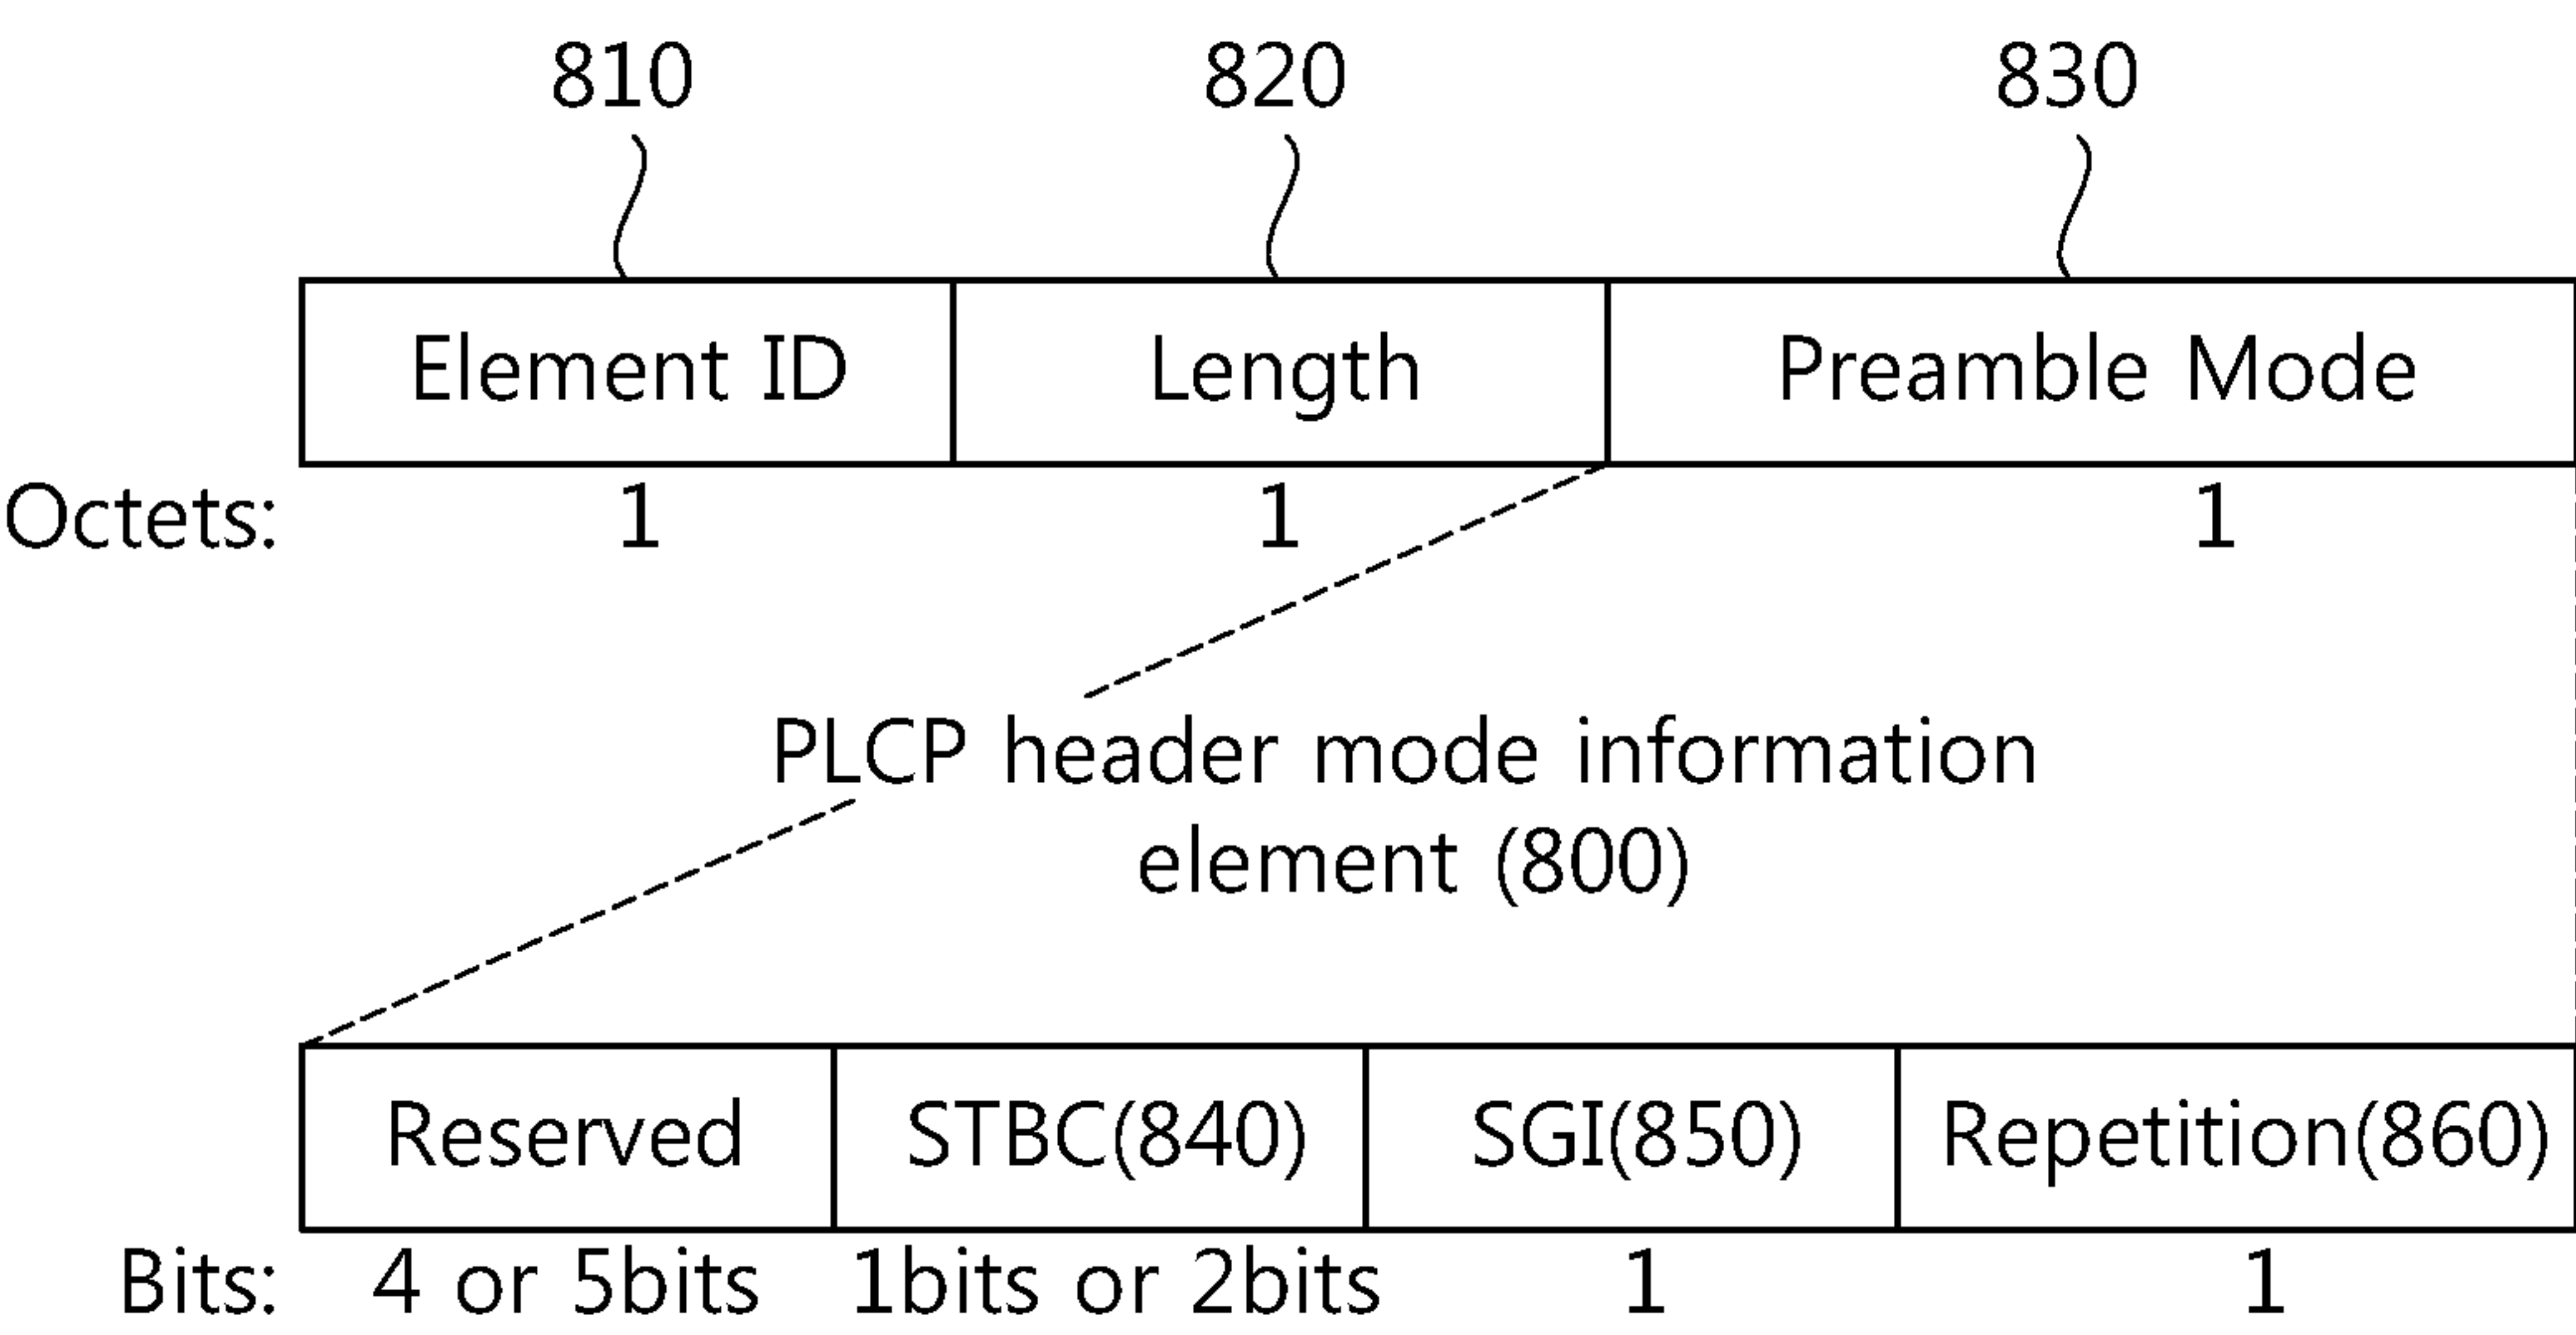 810 820 830
Element ID Length Preamble Mode
Octets: 1 1 1
PLCP header mode information
element (800)
Reserved STBC(840) SGI(850) Repetition(860)
Bits: 4 or 5bits 1bits or 2bits 1 1